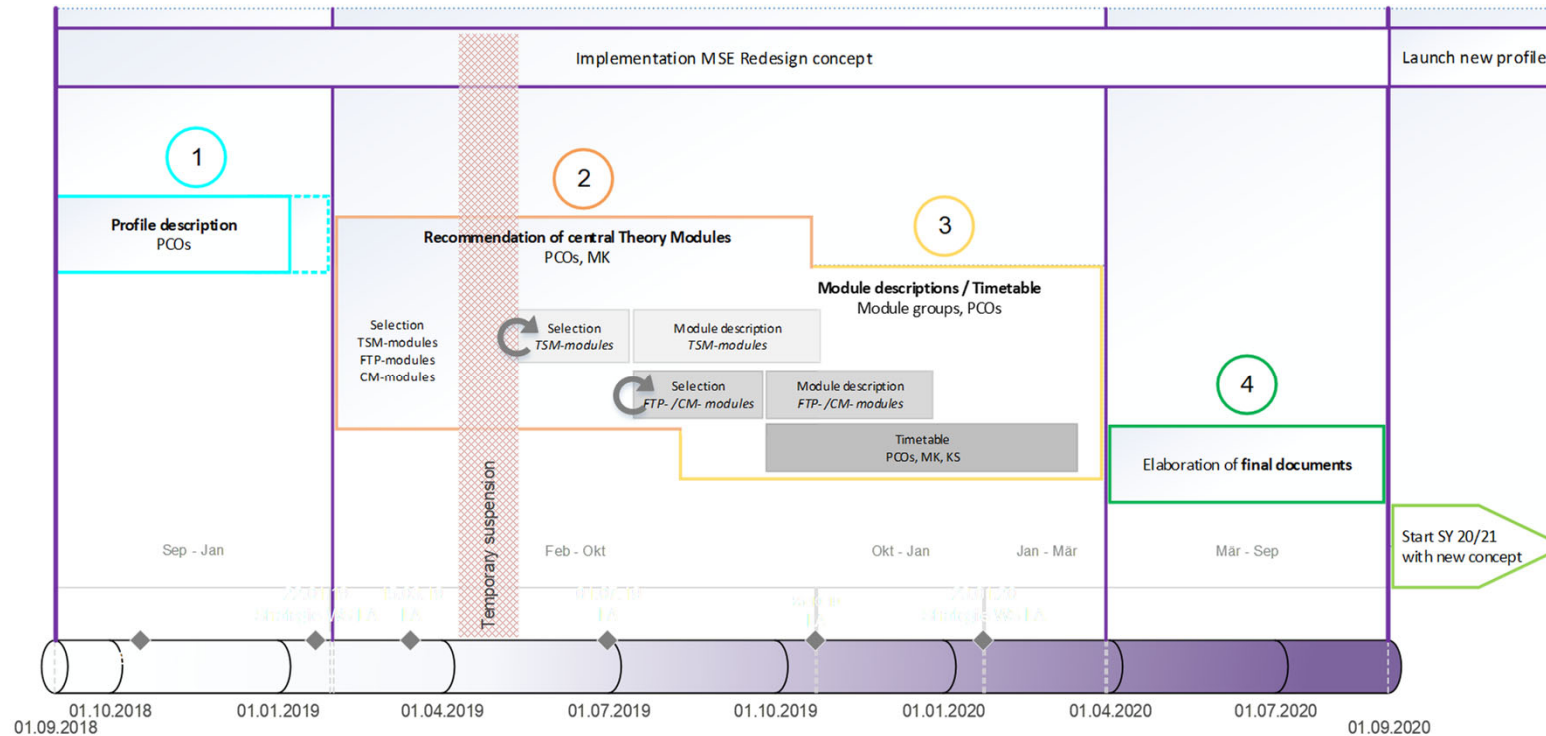 Implementation MSE Redesign concept
Launch new profile
1
Profile description
PCOs
2
Recommendation of central Theory Modules
PCOs, MK
3
Module descriptions / Timetable
Module groups, PCOs
Selection
TSM-modules
FTP-modules
CM-modules
Selection
TSM-modules
Module description
TSM-modules
Selection
FTP- /CM- modules
Module description
FTP- /CM- modules
Timetable
PCOs, MK, KS
4
Elaboration of final documents
Temporary suspension
Sep - Jan
Feb - Okt
Okt - Jan
Jan - Mär
Mär - Sep
Start SY 20/21
with new concept
01.09.2018
01.10.2018
01.01.2019
01.04.2019
01.07.2019
01.10.2019
01.01.2020
01.04.2020
01.07.2020
01.09.2020